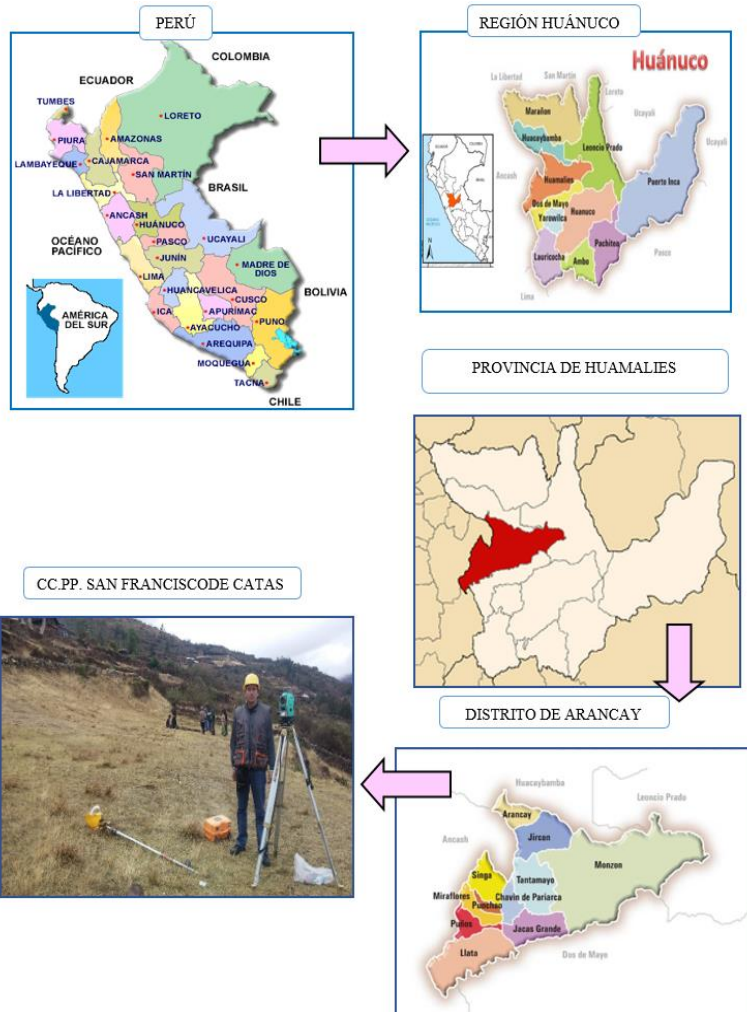 PERÚ
COLOMBIA
ECUADOR
TUMBES
LORETO
PIURA
AMAZONAS
LAMBAYEQUE
CAJAMARCA
SAN MARTÍN
BRASIL
LA LIBERTAD
ANCASH
HUÁNUCO
OCÉANO
PACÍFICO
PASCO
UCAYALI
JUNÍN
MADRE DE
DIOS
LIMA
HUANCAVELICA
BOLIVIA
CUSCO
ICA
APURÍMAC
PUNO
AYACUCHO
AREQUIPA
MOQUEGUA
TACNA
CHILE
AMÉRICA
DEL SUR
REGIÓN HUÁNUCO
Huánuco
La Libertad
San Martín
Loreto
Ucayali
Ucayali
Marañon
Huacaybamba
Leoncio Prado
Ancash
Huamalies
Puerto Inca
Dos de Mayo
Yarowilca
Huanuco
Pachitea
Lauricocha
Ambo
Pasco
Lima
N
PROVINCIA DE HUAMALIES
DISTRITO DE ARANCAY
Huacaybamba
Leoncio Prado
Arancay
Ancash
Jircan
Monzon
Singa
Tantamayo
Miraflores
Chavin de Pariarca
Punchao
Puños
Jacas Grande
Llata
Dos de Mayo
CC.PP. SAN FRANCISCODE CATAS